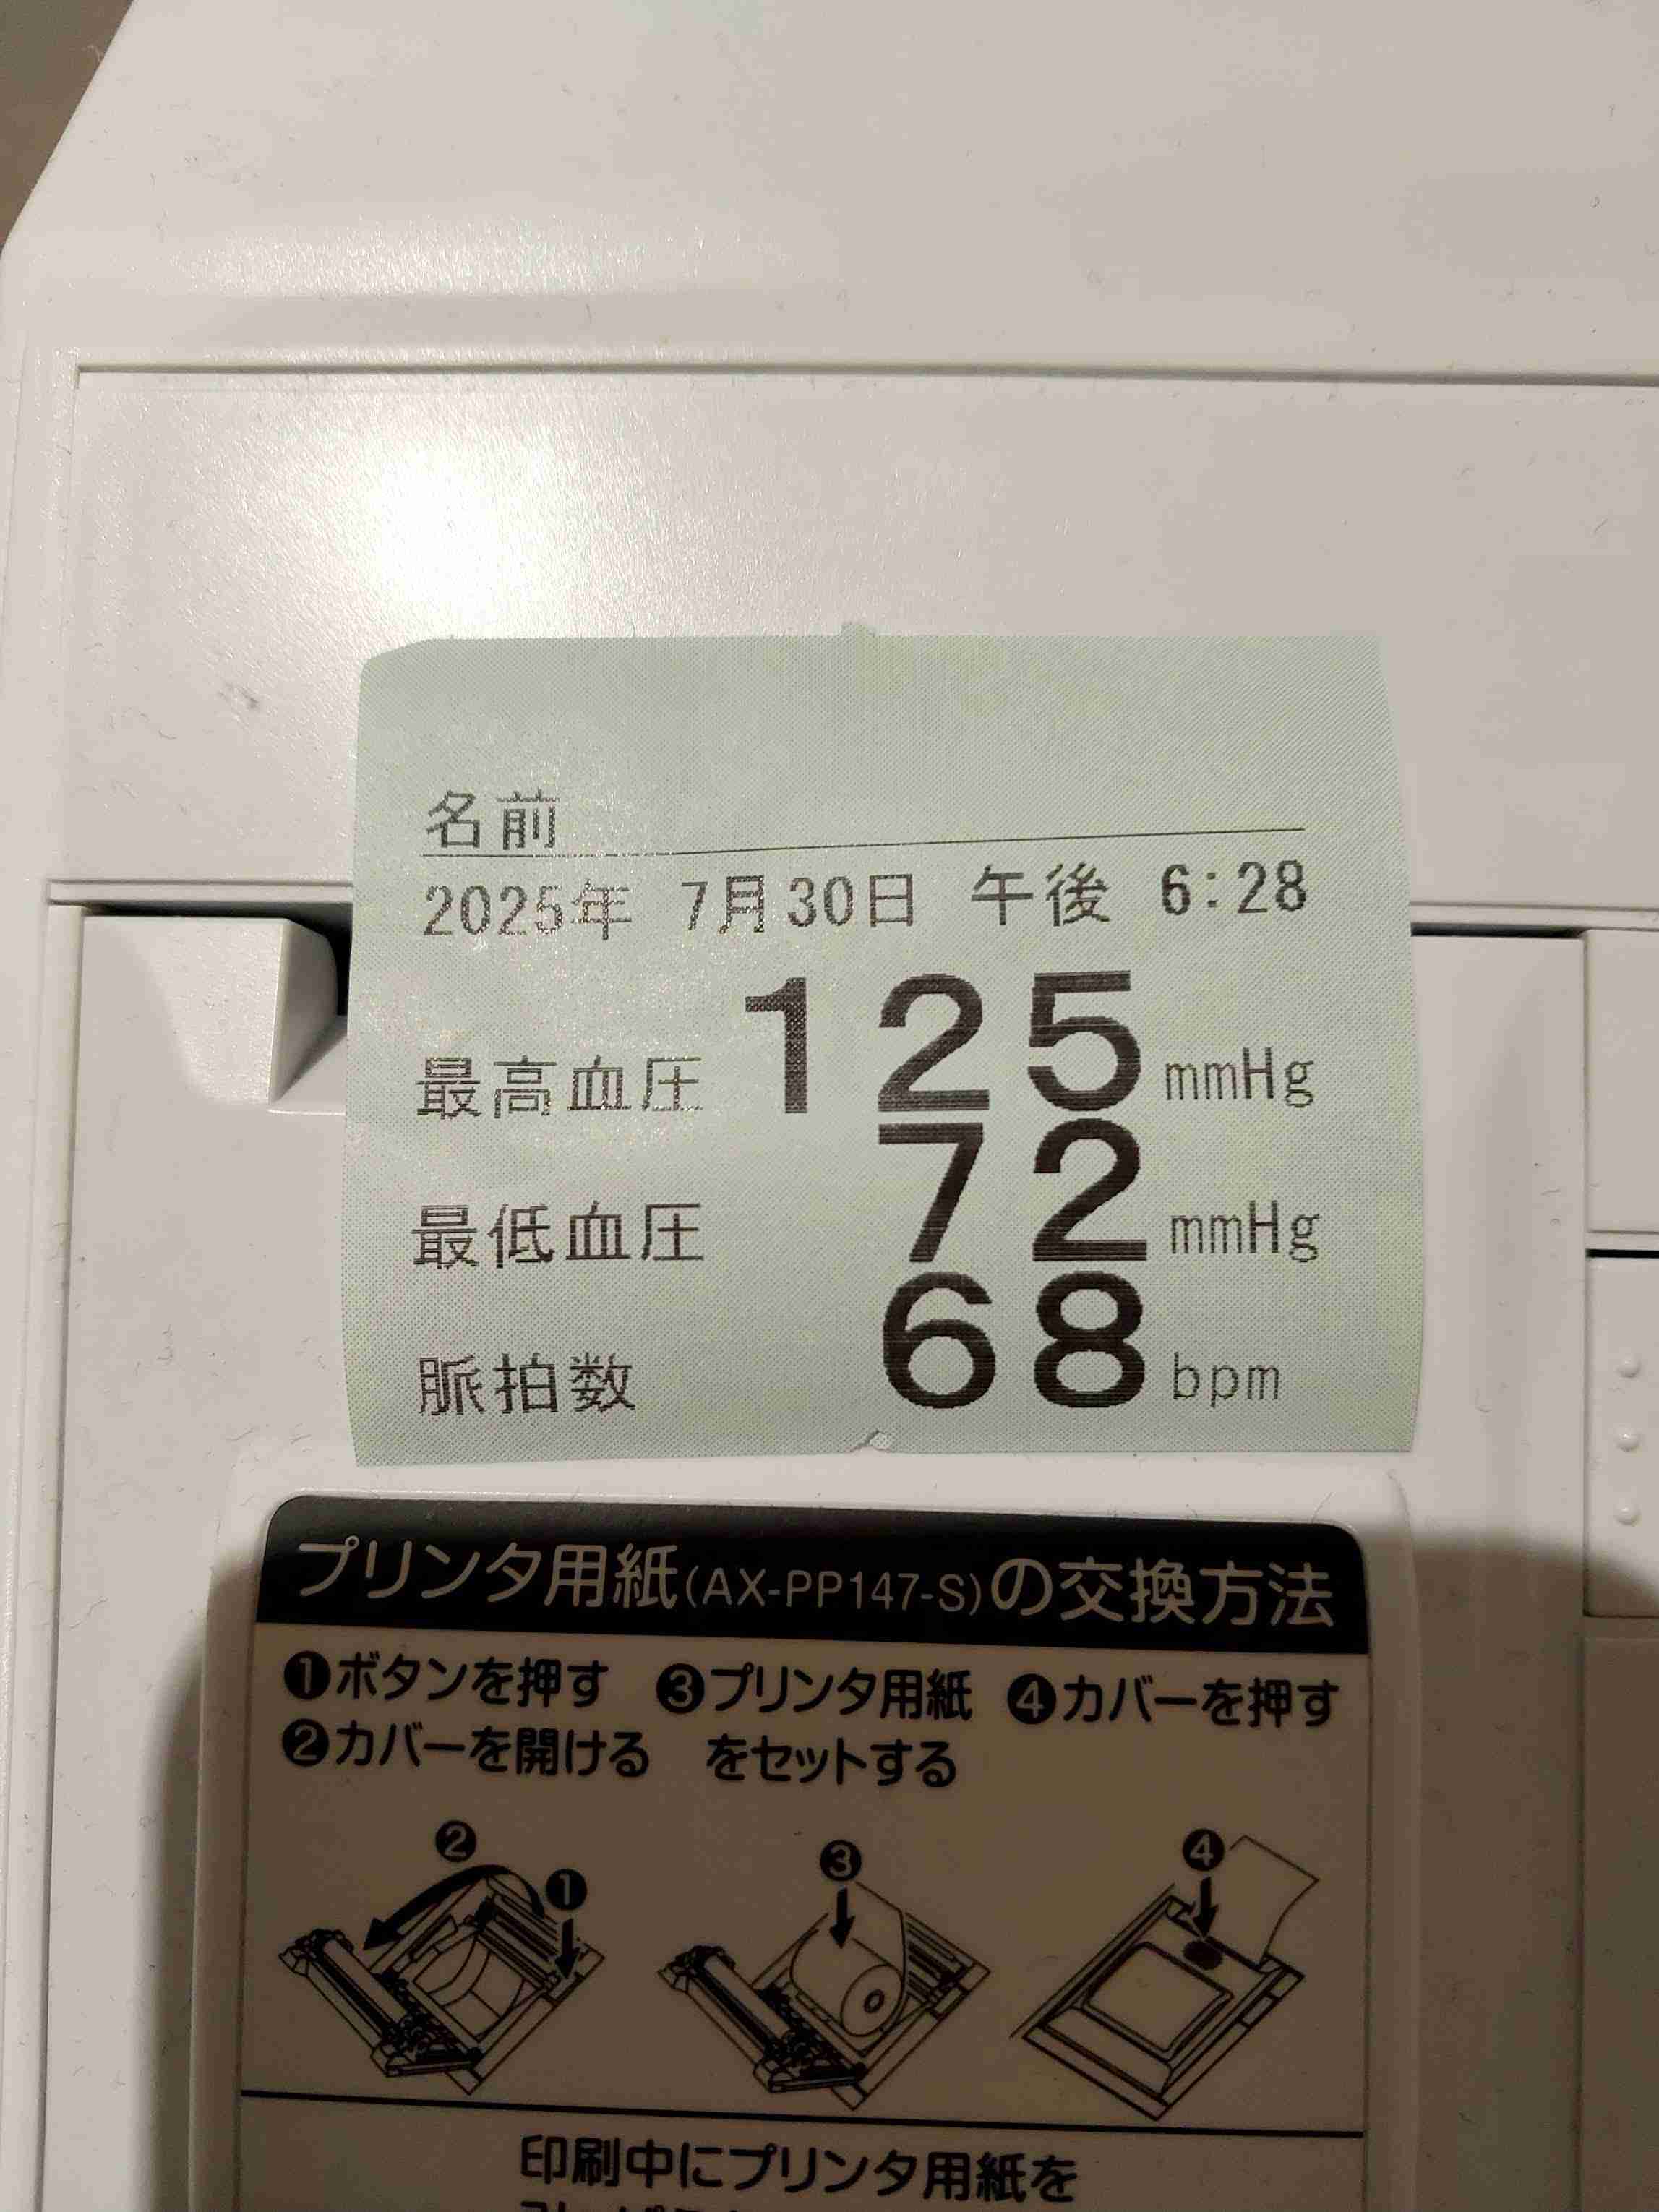 名前
2025年 7月30日 午後 6:28
最高血圧 125 mmHg
最低血圧 72 mmHg
脈拍数 68 bpm
プリンタ用紙(AX-PP147-S)の交換方法
❶ボタンを押す ❸プリンタ用紙 ❹カバーを押す
❷カバーを開ける をセットする
❷ ❶ ❸ ❹
印刷中にプリンタ用紙を